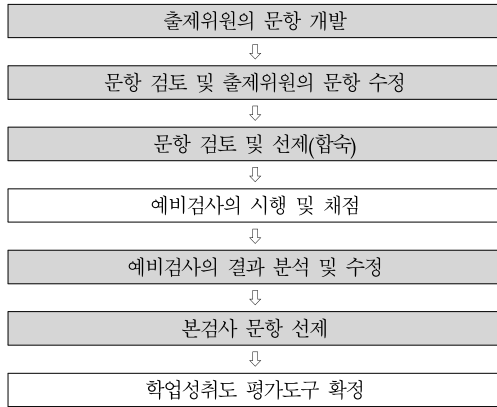 출제위원의 문항 개발
⇩
문항 검토 및 출제위원의 문항 수정
⇩
문항 검토 및 선제(합숙)
⇩
예비검사의 시행 및 채점
⇩
예비검사의 결과 분석 및 수정
⇩
본검사 문항 선제
⇩
학업성취도 평가도구 확정